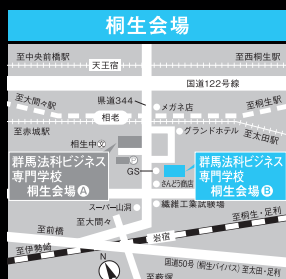 桐生会場
至中央前橋駅
至西桐生駅
天王宿
国道122号線
至大間々駅
県道344
メガネ店
至桐生駅
相老
至赤城駅
グランドホテル
至太田駅
相生中文
群馬法科ビジネス
専門学校
桐生会場A
P
GS
さんどう商店
群馬法科ビジネス
専門学校
桐生会場B
スーパー山洞
繊維工業試験場
至大間々
至桐生・足利
至前橋
岩宿
至伊勢崎
N
国道50号(桐生バイパス)至太田・足利
至藪塚